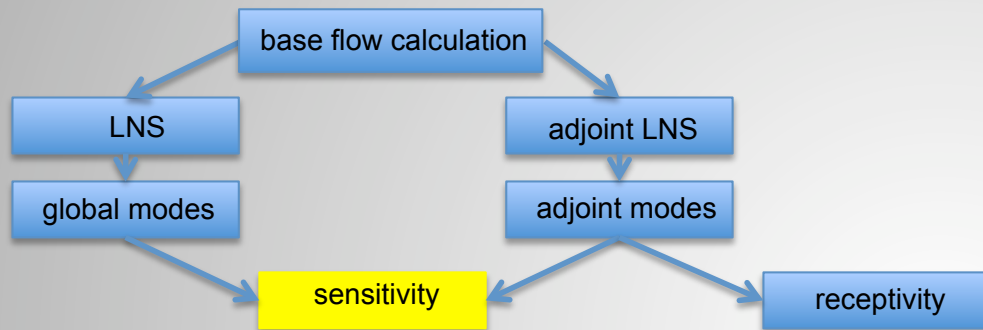 base flow calculation
LNS
adjoint LNS
global modes
adjoint modes
sensitivity
receptivity